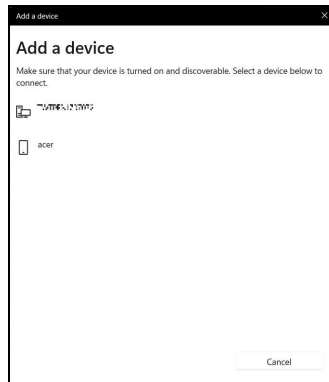 Add a device
Add a device
Make sure that your device is turned on and discoverable. Select a device below to
connect.
acer
Cancel